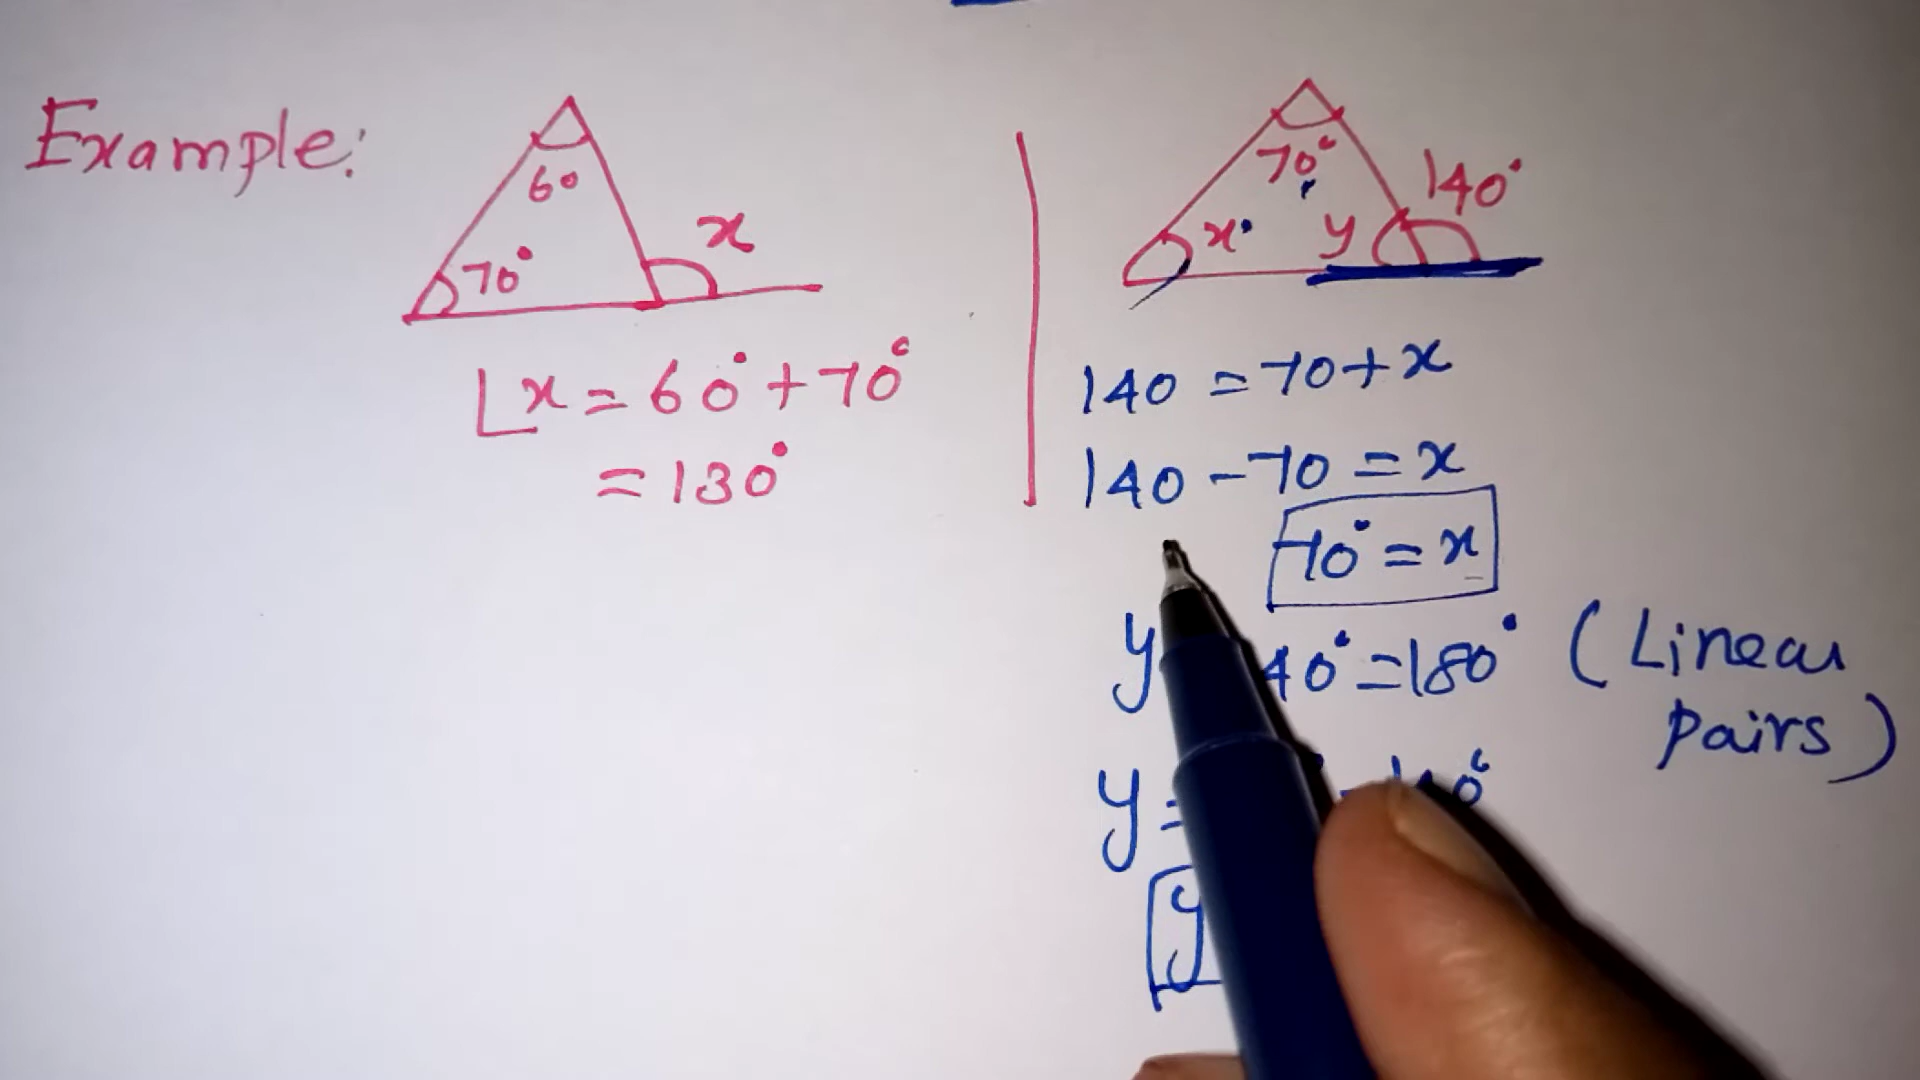 Example:
60
70°
x
∟x = 60° + 70°
= 130°
70°
140°
x°
y
140 = 70 + x
140 - 70 = x
70° = x
y 40° = 180° (Linear
pairs)
y =
y